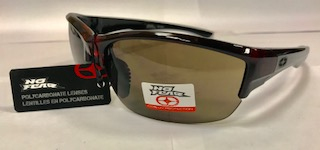 NO
FEAR
POLYCARBONATE LENSES
LENTILLES EN POLYCARBONATE
NO
FEAR